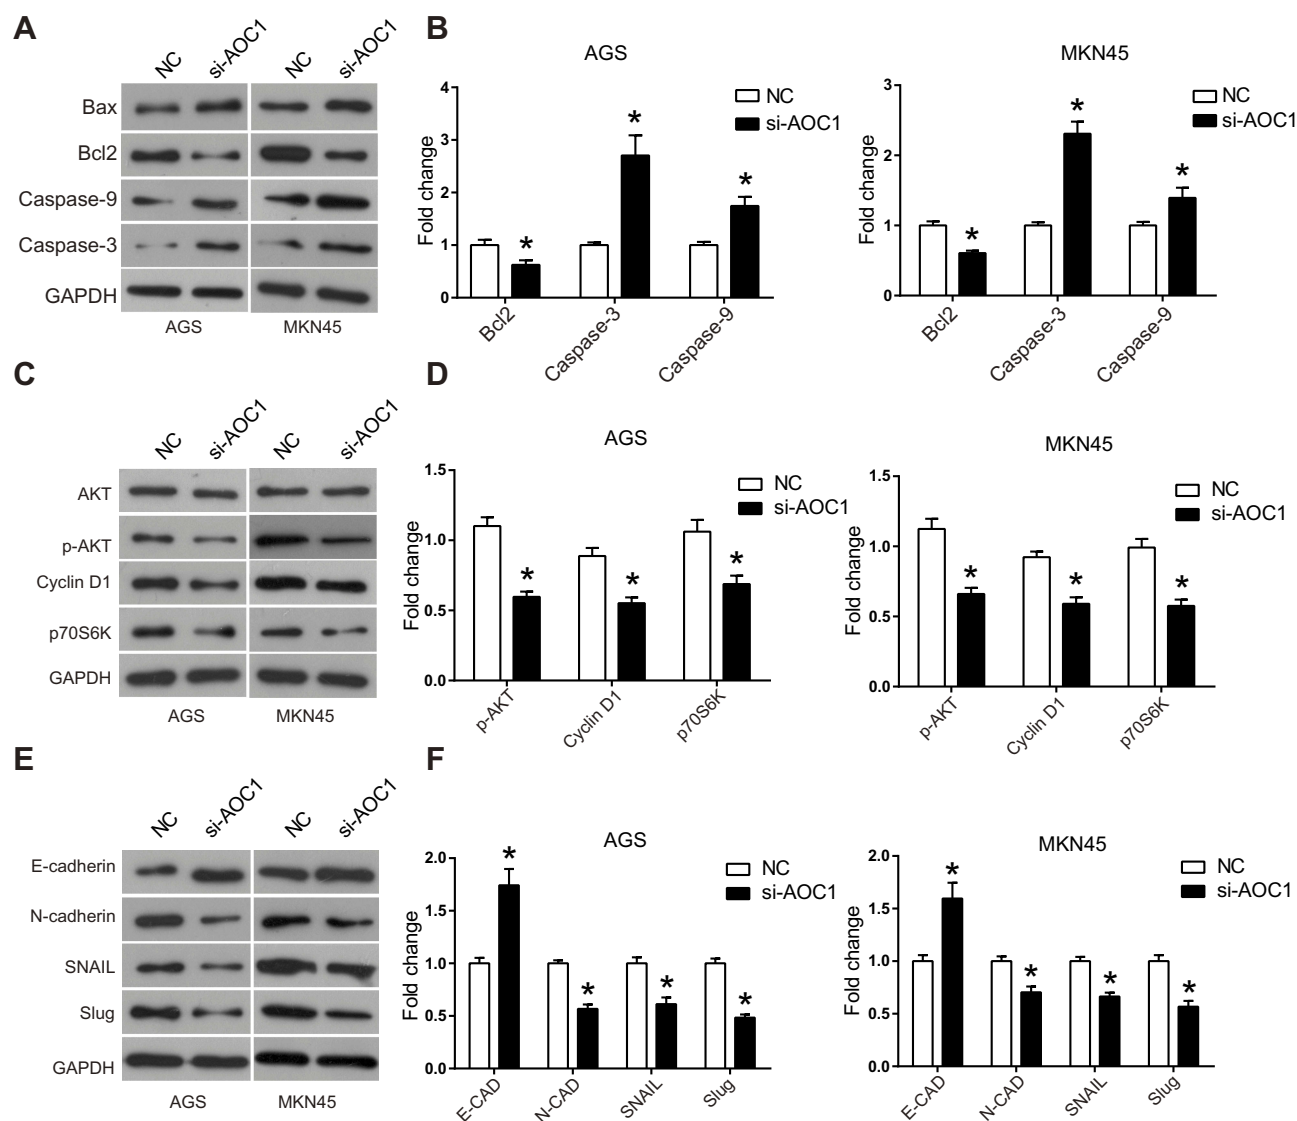 A
NC si-AOC1 NC si-AOC1
Bax
Bcl2
Caspase-9
Caspase-3
GAPDH
AGS MKN45
B
AGS
NC
si-AOC1
Fold change
4
3
2
1
0
Bcl2 Caspase-3 Caspase-9
* * *
MKN45
NC
si-AOC1
Fold change
3
2
1
0
Bcl2 Caspase-3 Caspase-9
* * *
C
NC si-AOC1 NC si-AOC1
AKT
p-AKT
Cyclin D1
p70S6K
GAPDH
AGS MKN45
D
AGS
NC
si-AOC1
Fold change
1.5
1.0
0.5
0.0
p-AKT Cyclin D1 p70S6K
* * *
MKN45
NC
si-AOC1
Fold change
1.5
1.0
0.5
0.0
p-AKT Cyclin D1 p70S6K
* * *
E
NC si-AOC1 NC si-AOC1
E-cadherin
N-cadherin
SNAIL
Slug
GAPDH
AGS MKN45
F
AGS
NC
si-AOC1
Fold change
2.0
1.5
1.0
0.5
0.0
E-CAD N-CAD SNAIL Slug
* * * *
MKN45
NC
si-AOC1
Fold change
2.0
1.5
1.0
0.5
0.0
E-CAD N-CAD SNAIL Slug
* * * *